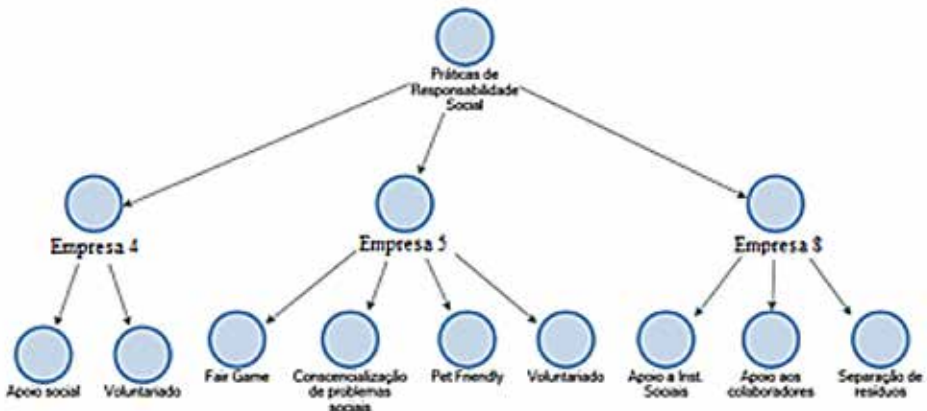 Práticas de
Responsabilidade
Social
Empresa 4
Empresa 5
Empresa 8
Apoio social
Voluntariado
Fair Game
Consciencialização
de problemas
sociais
Pet Friendly
Voluntariado
Apoio a Inst.
Sociais
Apoio aos
colaboradores
Separação de
resíduos